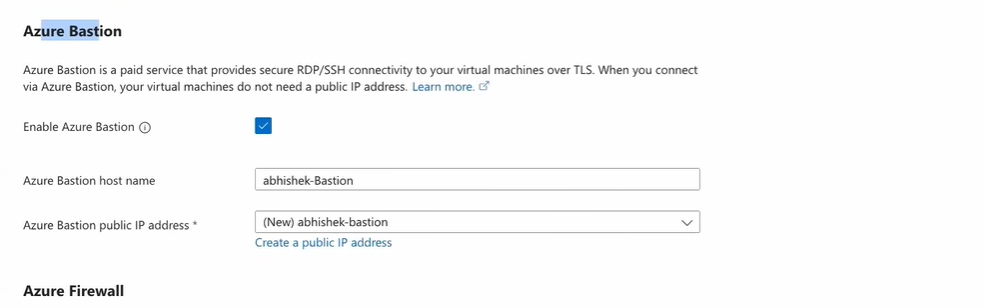 Azure Bastion
Azure Bastion is a paid service that provides secure RDP/SSH connectivity to your virtual machines over TLS. When you connect
via Azure Bastion, your virtual machines do not need a public IP address. Learn more.
Enable Azure Bastion
Azure Bastion host name
abhishek-Bastion
Azure Bastion public IP address *
(New) abhishek-bastion
Create a public IP address
Azure Firewall